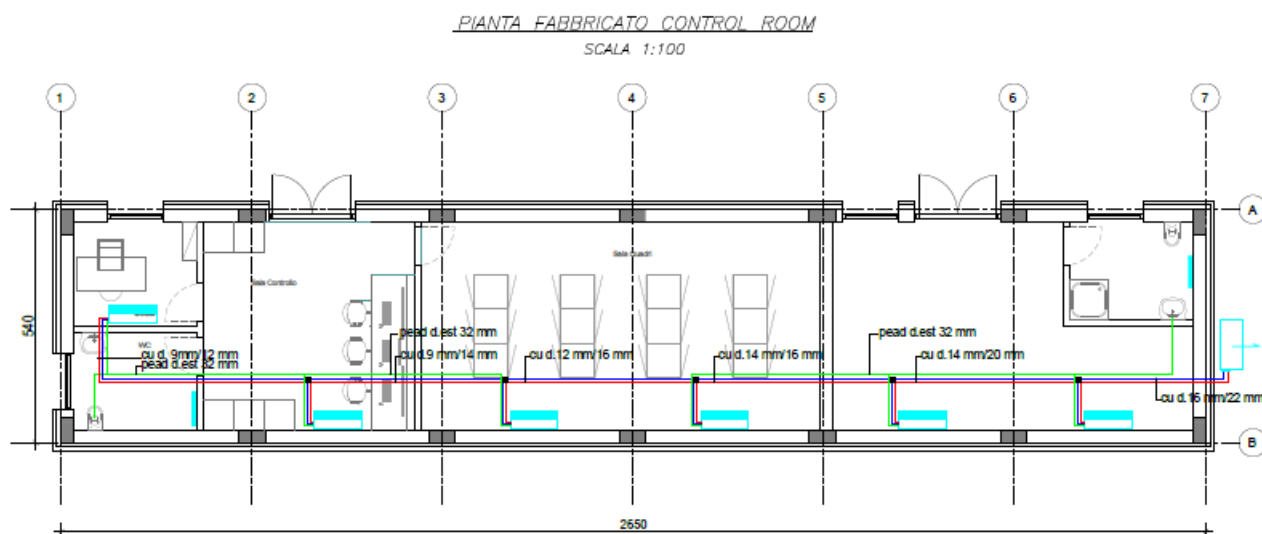 PIANTA FABBRICATO CONTROL ROOM
SCALA 1:100
1 2 3 4 5 6 7
A
Sala Quadri
Sala Controllo
540
pead d.est 32 mm
pead d.est 32 mm
WC
cu d. 9mm/12 mm
cu d.9 mm/14 mm
cu d.12 mm/16 mm
cu d.14 mm/16 mm
cu d.14 mm/20 mm
pead d.est 32 mm
cu d.16 mm/22 mm
B
2650